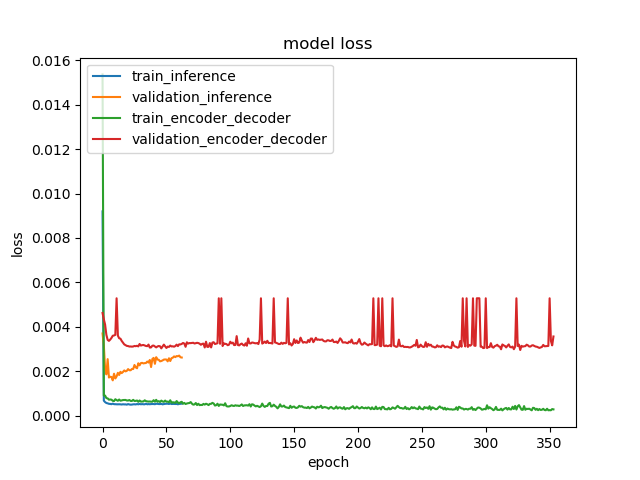 model loss
train_inference
validation_inference
train_encoder_decoder
validation_encoder_decoder
loss
0.016
0.014
0.012
0.010
0.008
0.006
0.004
0.002
0.000
0 50 100 150 200 250 300 350
epoch